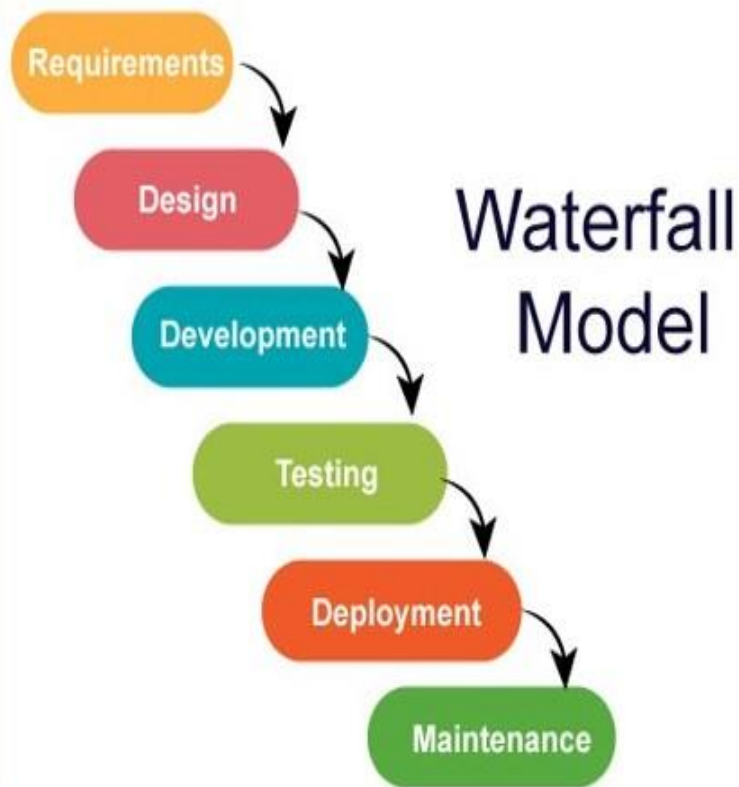 Requirements
Design
Waterfall
Model
Development
Testing
Deployment
Maintenance